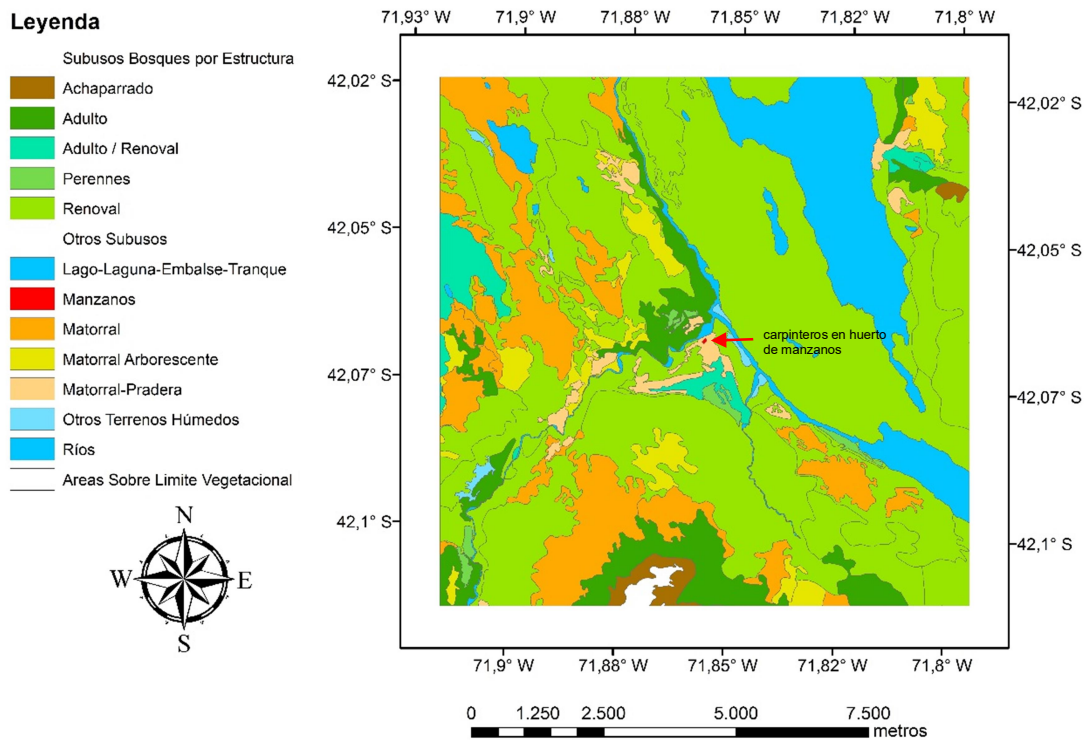 Leyenda
Subusos Bosques por Estructura
Achaparrado
Adulto
Adulto / Renoval
Perennes
Renoval
Otros Subusos
Lago-Laguna-Embalse-Tranque
Manzanos
Matorral
Matorral Arborescente
Matorral-Pradera
Otros Terrenos Húmedos
Ríos
Areas Sobre Limite Vegetacional
N
W E
S
71,93° W 71,9° W 71,88° W 71,85° W 71,82° W 71,8° W
42,02° S
42,05° S
42,07° S
42,1° S
carpinteros en huerto
de manzanos
42,02° S
42,05° S
42,07° S
42,1° S
71,9° W 71,88° W 71,85° W 71,82° W 71,8° W
0 1.250 2.500 5.000 7.500
metros